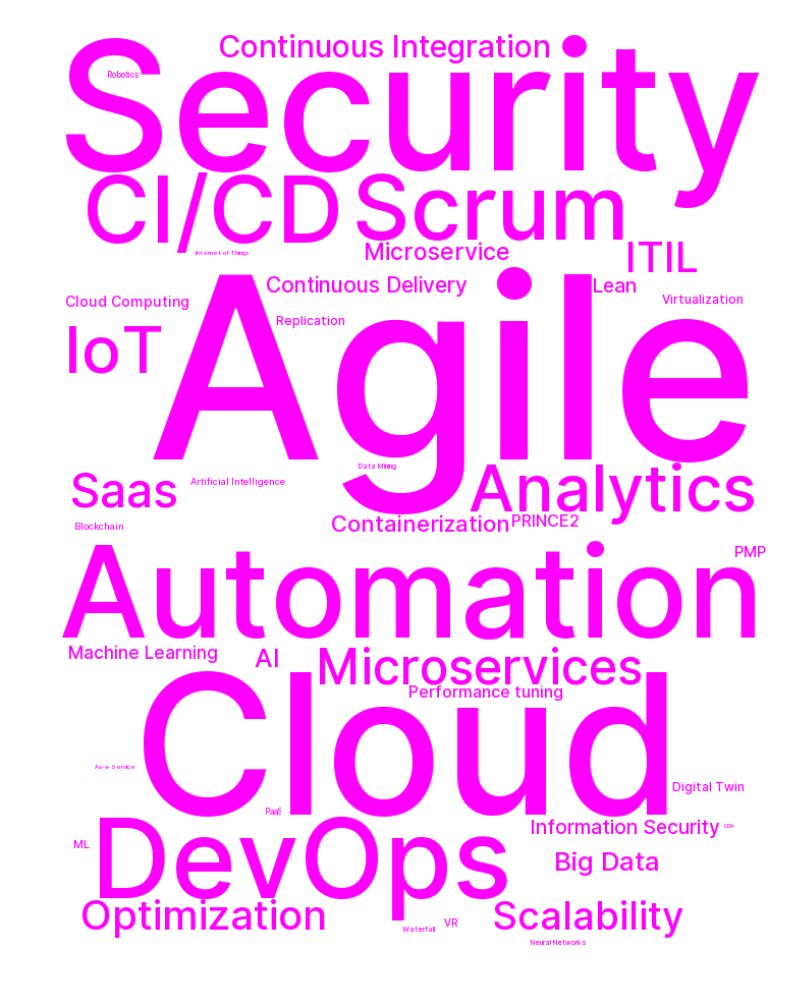 Continuous Integration
Robotics
Security
CI/CD Scrum
Internet of Things
Microservice
ITIL
Continuous Delivery
Lean
Cloud Computing
Virtualization
Replication
IoT
Agile
Data Mining
Saas
Artificial Intelligence
Analytics
Blockchain
Containerization
PRINCE2
PMP
Automation
Machine Learning
AI
Microservices
Performance tuning
Cloud
As-a-Service
Digital Twin
PaaS
DevOps
Information Security
SDN
ML
Big Data
Optimization
Scalability
Waterfall
VR
Neural Networks